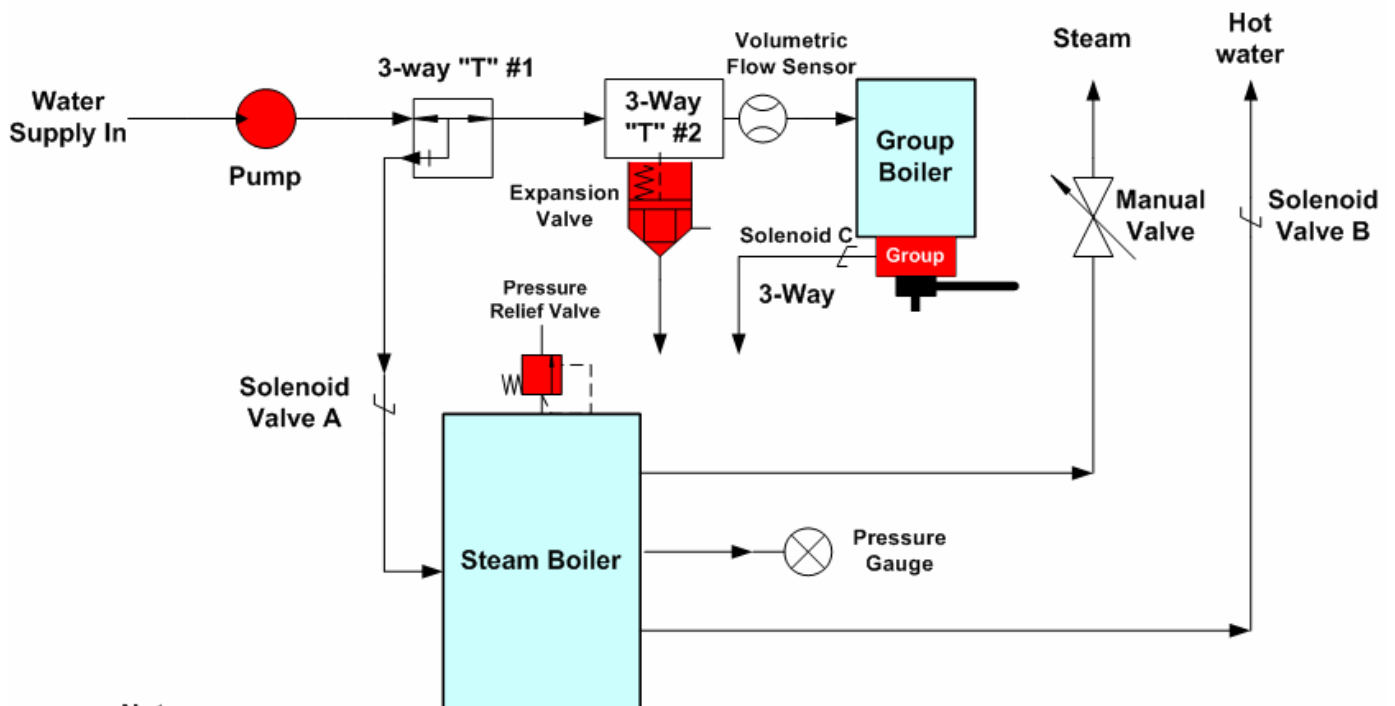 Water
Supply In
Pump
3-way "T" #1
3-Way
"T" #2
Volumetric
Flow Sensor
Group
Boiler
Steam
Hot
water
Expansion
Valve
Solenoid C
Group
3-Way
Manual
Valve
Solenoid
Valve B
Pressure
Relief Valve
Solenoid
Valve A
Steam Boiler
Pressure
Gauge